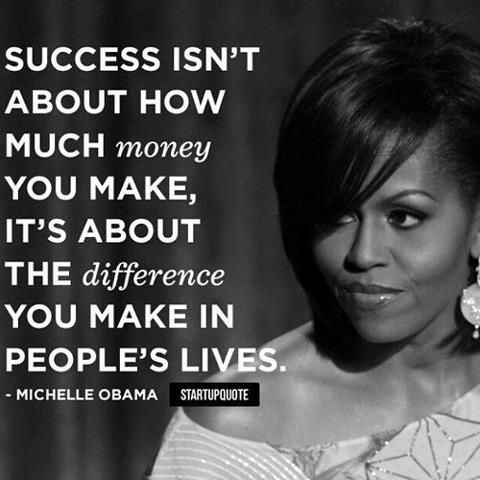 SUCCESS ISN'T
ABOUT HOW
MUCH money
YOU MAKE,
IT'S ABOUT
THE difference
YOU MAKE IN
PEOPLE'S LIVES.
- MICHELLE OBAMA STARTUPQUOTE